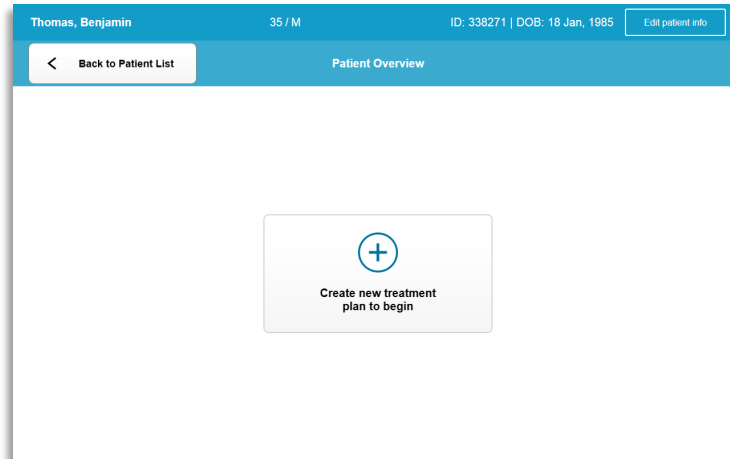 Thomas, Benjamin 35 / M ID: 338271 | DOB: 18 Jan, 1985 Edit patient info
Back to Patient List Patient Overview
Create new treatment
plan to begin